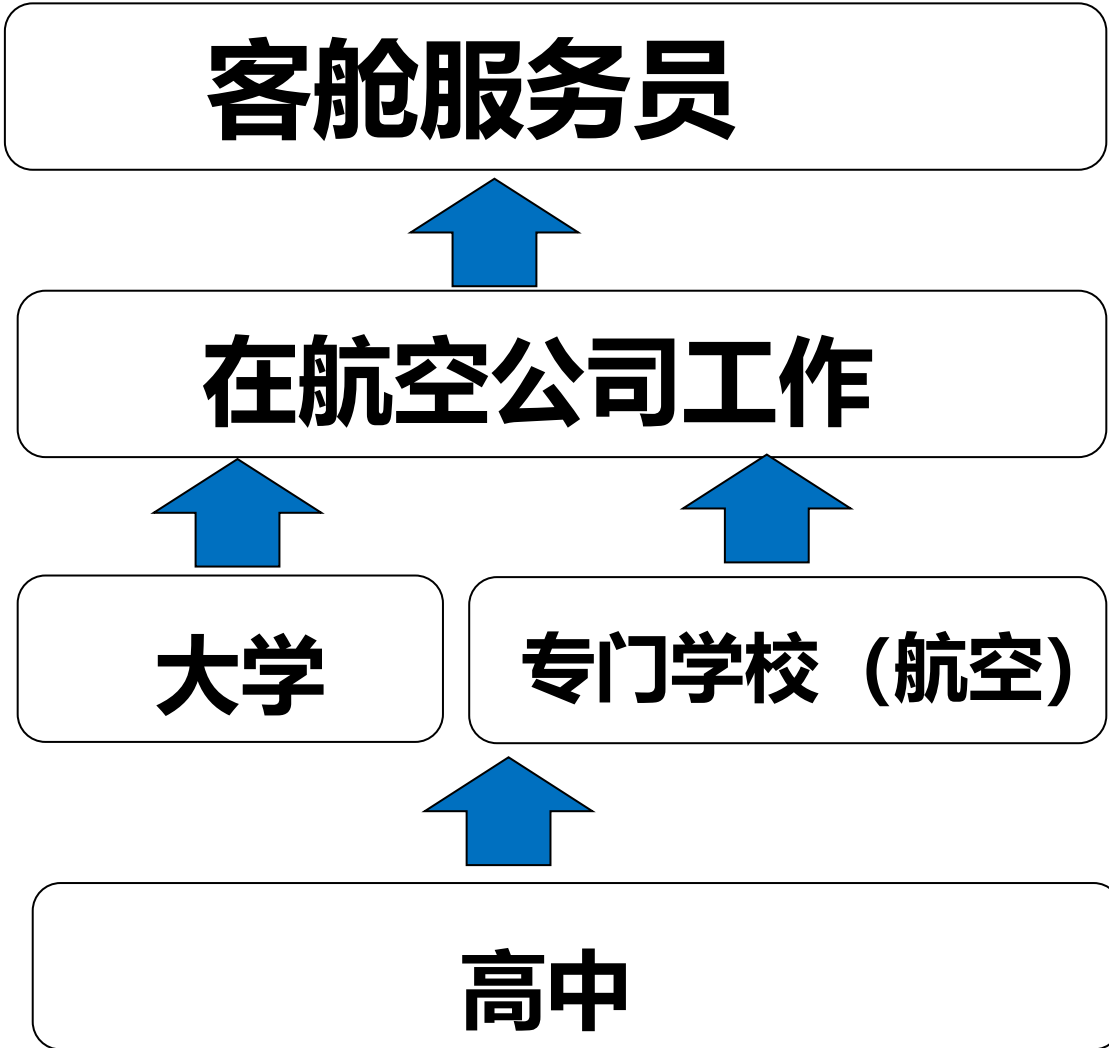 客舱服务员
在航空公司工作
大学
专门学校（航空）
高中